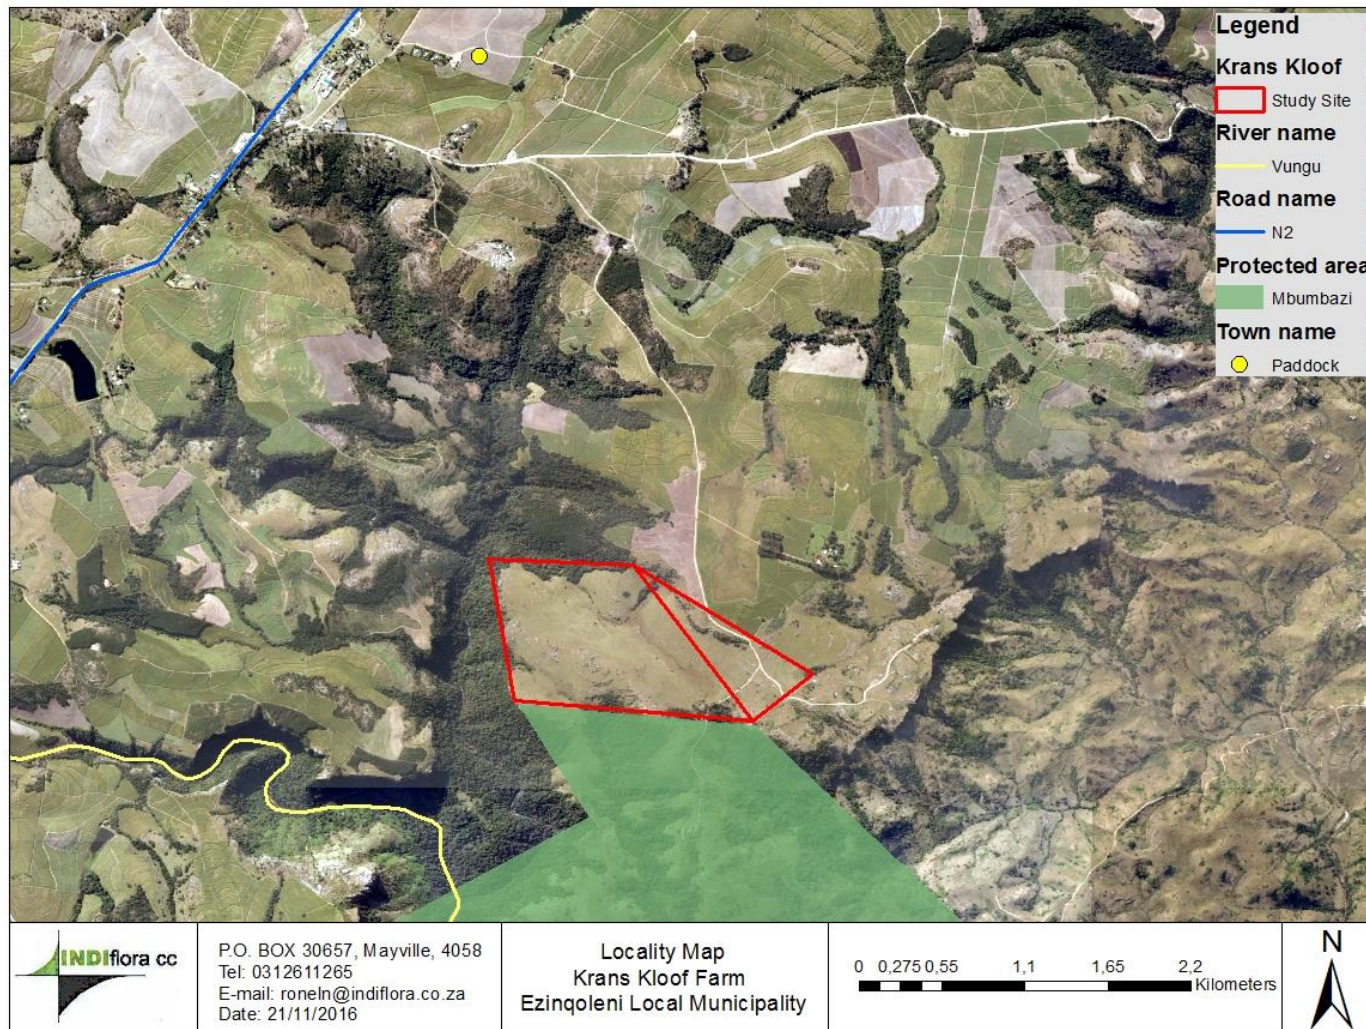 Legend
Krans Kloof
Study Site
River name
Vungu
Road name
N2
Protected area
Mbumbazi
Town name
Paddock
INDIflora cc
P.O. BOX 30657, Mayville, 4058
Tel: 0312611265
E-mail: roneln@indiflora.co.za
Date: 21/11/2016
Locality Map
Krans Kloof Farm
Ezinqoleni Local Municipality
0 0,275 0,55 1,1 1,65 2,2
Kilometers
N